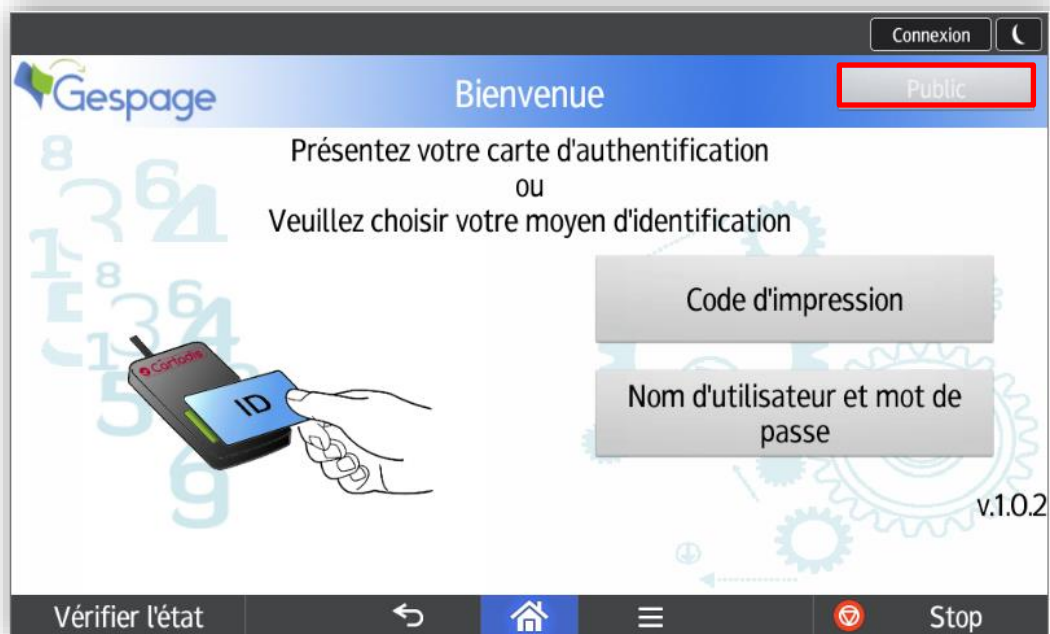 Connexion
Gespage
Bienvenue
Public
Présentez votre carte d'authentification
ou
Veuillez choisir votre moyen d'identification
Code d'impression
Nom d'utilisateur et mot de
passe
Cartadis
ID
v.1.0.2
Vérifier l'état
Stop